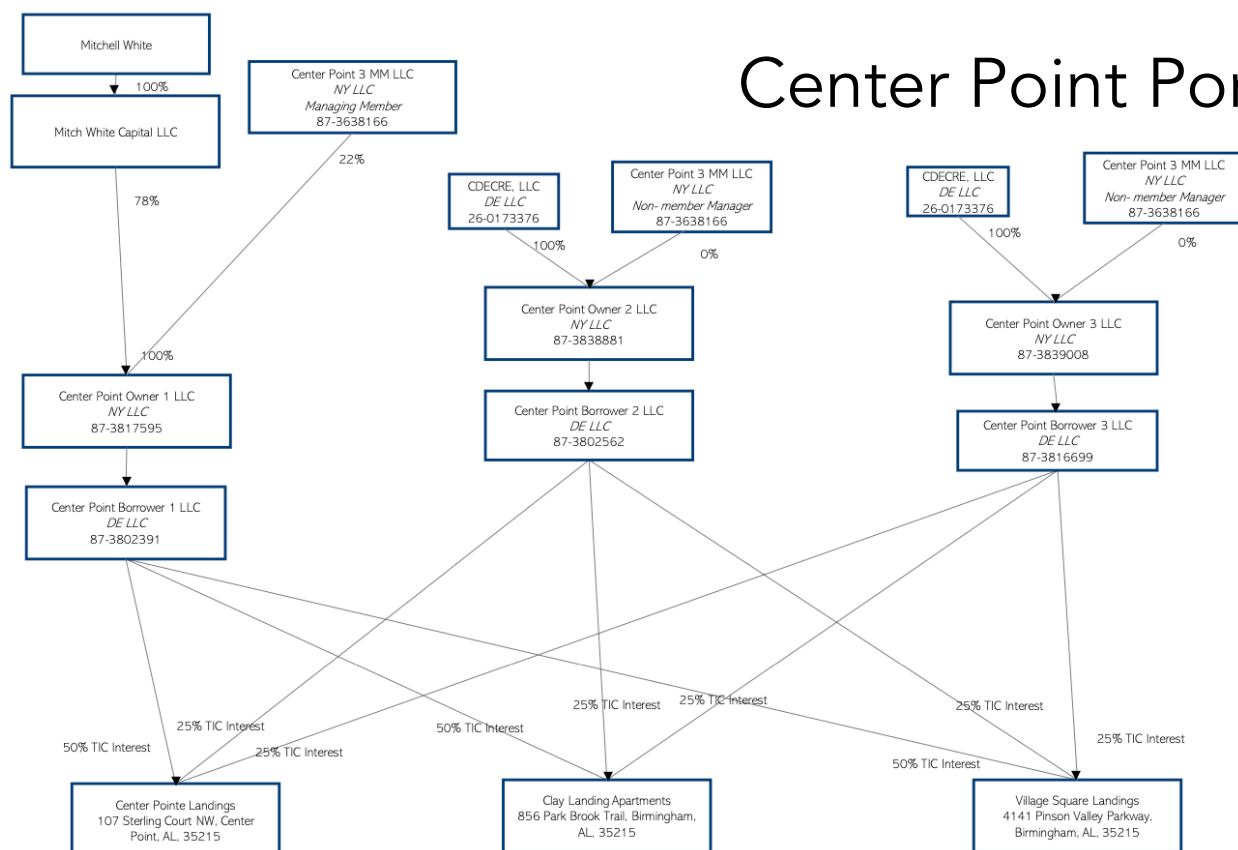 Center Point Por
Mitchell White
100%
Mitch White Capital LLC
78%
Center Point 3 MM LLC
NY LLC
Managing Member
87-3638166
22%
CDECRE, LLC
DE LLC
26-0173376
100%
Center Point 3 MM LLC
NY LLC
Non- member Manager
87-3638166
0%
CDECRE, LLC
DE LLC
26-0173376
100%
Center Point 3 MM LLC
NY LLC
Non- member Manager
87-3638166
0%
100%
Center Point Owner 1 LLC
NY LLC
87-3817595
Center Point Owner 2 LLC
NY LLC
87-3838881
Center Point Owner 3 LLC
NY LLC
87-3839008
Center Point Borrower 1 LLC
DE LLC
87-3802391
Center Point Borrower 2 LLC
DE LLC
87-3802562
Center Point Borrower 3 LLC
DE LLC
87-3816699
50% TIC Interest
25% TIC Interest
25% TIC Interest
50% TIC Interest
25% TIC Interest
25% TIC Interest
50% TIC Interest
25% TIC Interest
25% TIC Interest
Center Pointe Landings
107 Sterling Court NW, Center
Point, AL, 35215
Clay Landing Apartments
856 Park Brook Trail, Birmingham,
AL, 35215
Village Square Landings
4141 Pinson Valley Parkway,
Birmingham, AL, 35215